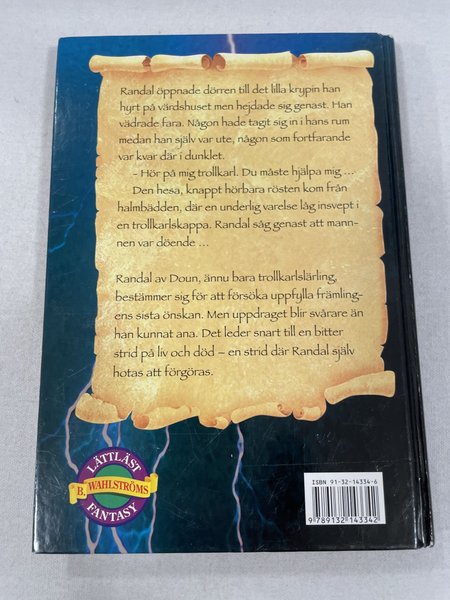 Randal öppnade dörren till det lilla krypin han
hyrt på värdshuset men hejdade sig genast. Han
vädrade fara. Någon hade tagit sig in i hans rum
medan han själv var ute, någon som fortfarande
var kvar där i dunklet.
- Hör på mig trollkarl. Du måste hjälpa mig ...
Den hesa, knappt hörbara rösten kom från
halmbädden, där en underlig varelse låg insvept i
en trollkarlskappa. Randal såg genast att mann-
nen var döende ...
Randal av Doun, ännu bara trollkarlslärling,
bestämmer sig för att försöka uppfylla främling-
ens sista önskan. Men uppdraget blir svårare än
han kunnat ana. Det leder snart till en bitter
strid på liv och död – en strid där Randal själv
hotas att förgöras.
LÄTTLÄST
B. WAHLSTRÖMS
FANTASY
ISBN 91-32-14334-6
9 789132 143342